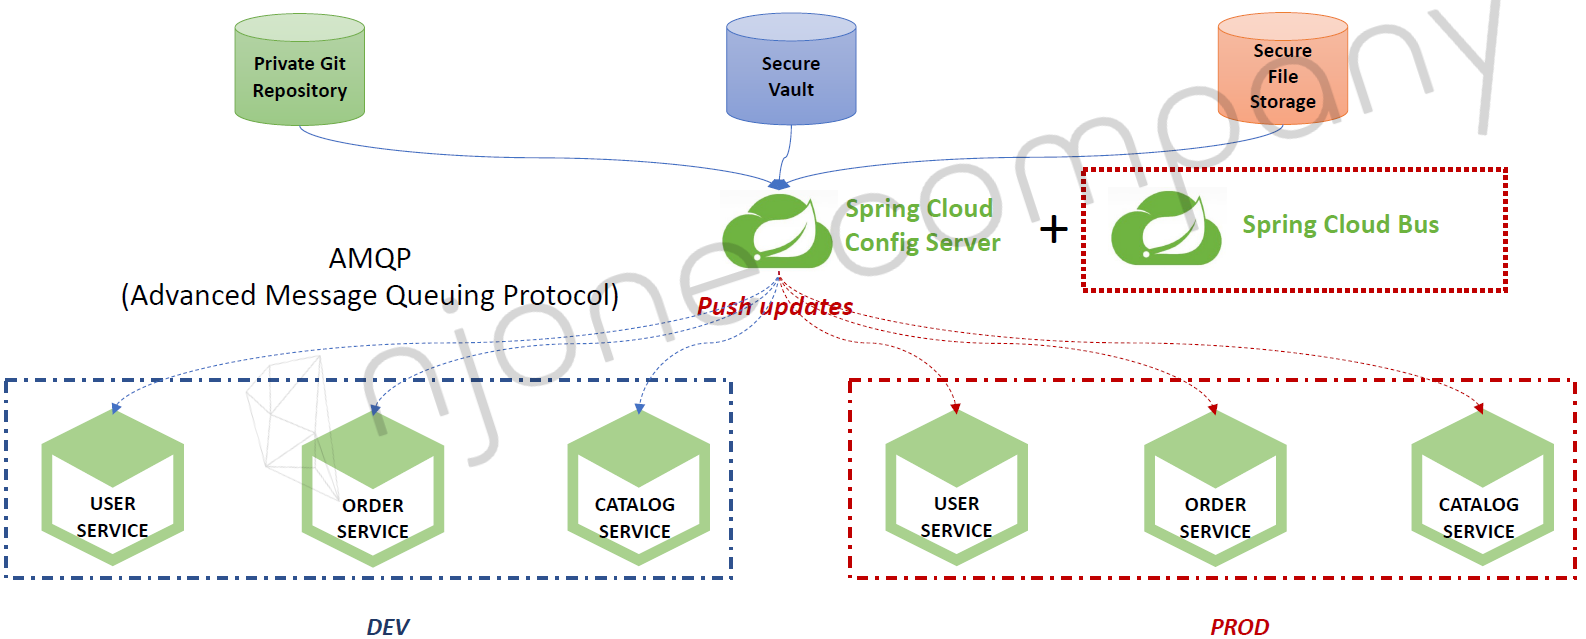 Private Git
Repository
Secure
Vault
Secure
File
Storage
Spring Cloud
Config Server
+
Spring Cloud Bus
AMQP
(Advanced Message Queuing Protocol)
Push updates
njone company
USER
SERVICE
ORDER
SERVICE
CATALOG
SERVICE
USER
SERVICE
ORDER
SERVICE
CATALOG
SERVICE
DEV
PROD